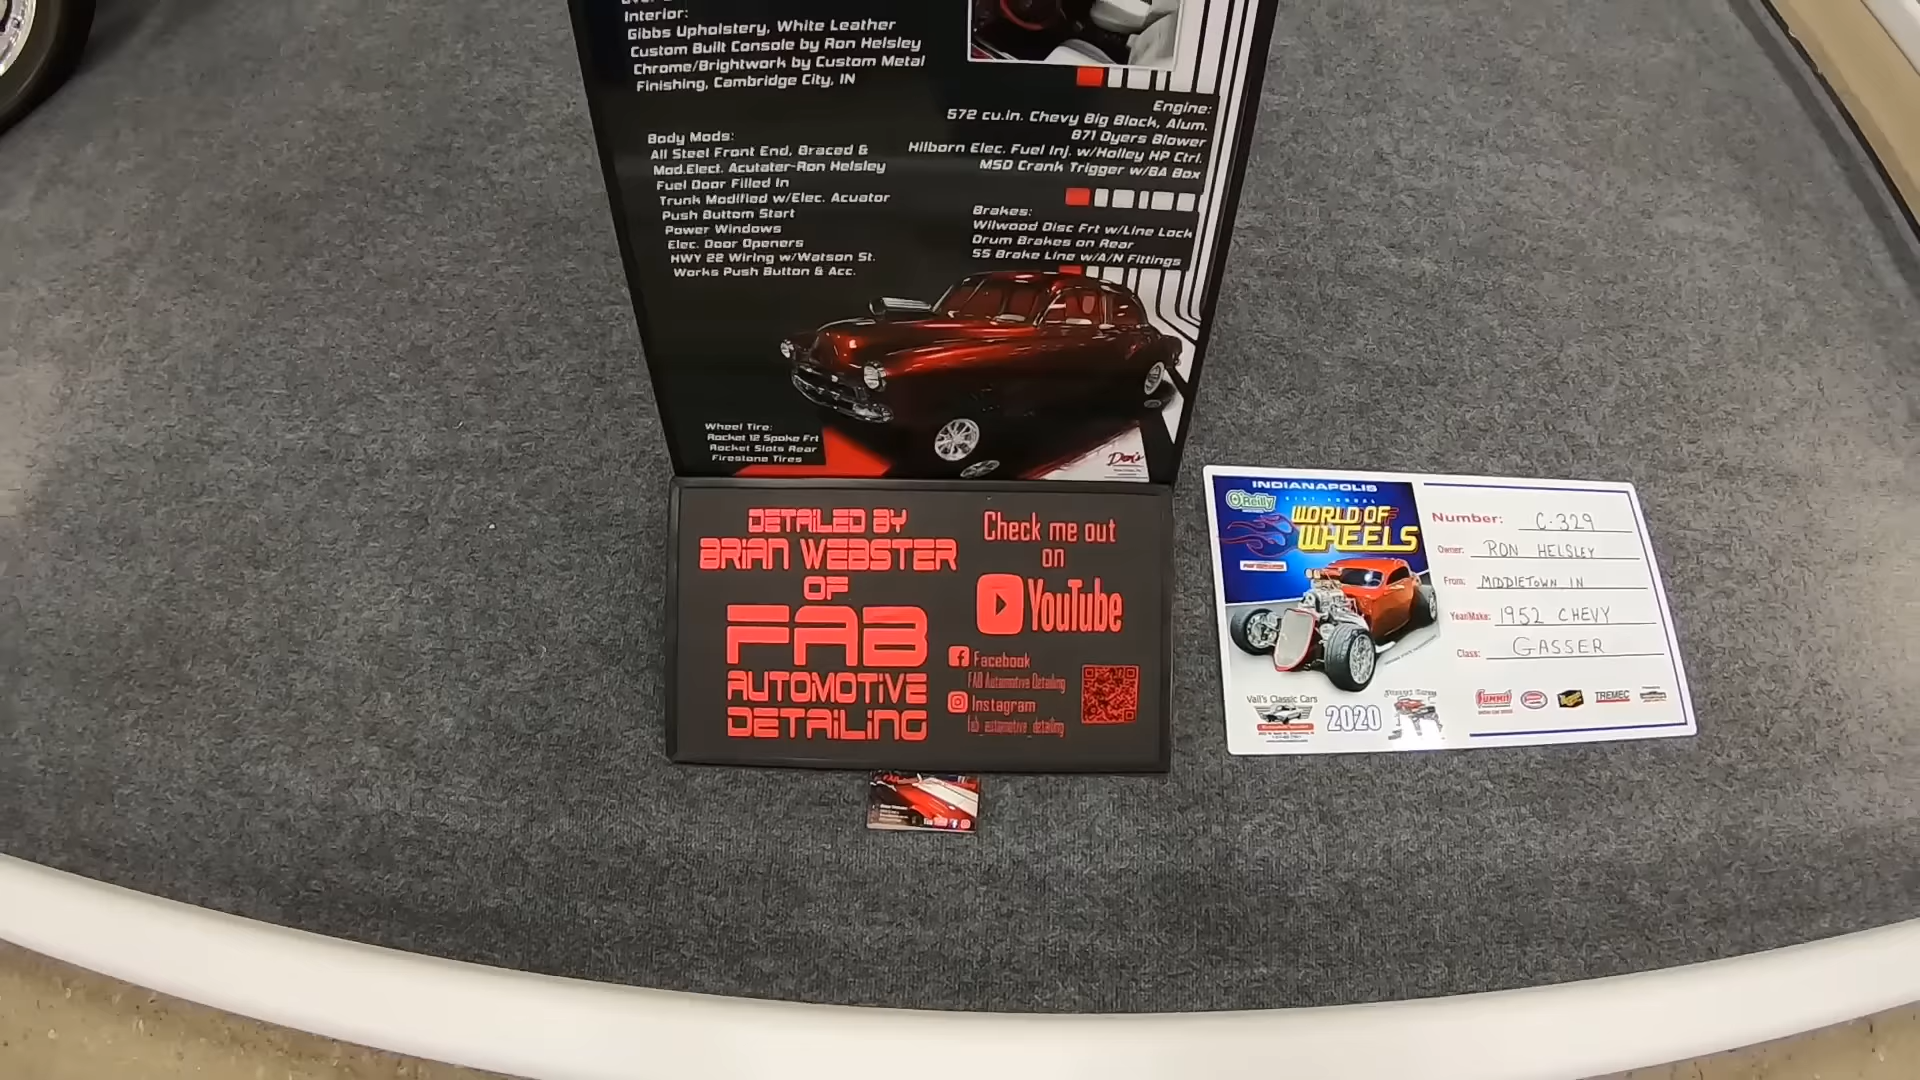 Interior:
Gibbs Upholstery, White Leather
Custom Built Console by Ron Helsley
Chrome/Brightwork by Custom Metal
Finishing, Cambridge City, IN
Body Mods:
All Steel Front End, Braced &
Mod.Elect. Acutater-Ron Helsley
Fuel Door Filled In
Trunk Modified w/Elec. Acuator
Push Buttom Start
Power Windows
Elec. Door Openers
HWY 22 Wiring w/Watson St.
Works Push Button & Acc.
Engine:
572 cu.in. Chevy Big Block, Alum.
871 Dyers Blower
Hilborn Elec. Fuel Inj. w/Holley HP Ctrl.
MSD Crank Trigger w/6A Box
Brakes:
Wilwood Disc Frt w/Line Lock
Drum Brakes on Rear
SS Brake Line w/A/N Fittings
Wheel Tire:
Rocket 12 Spoke Frt
Rocket Slots Rear
Firestone Tires
Don's
DETAILED BY
BRIAN WEBSTER
OF
FAB
AUTOMOTIVE
DETAILING
Check me out
on
YouTube
Facebook
FAB Automotive Detailing
Instagram
fab_automotive_detailing
INDIANAPOLIS
O'Reilly
WORLD OF
WHEELS
Vail's Classic Cars
2020
Number: C-329
Owner: RON HELSLEY
From: MIDDLETOWN IN
Year/Make: 1952 CHEVY
Class: GASSER
SUMMIT
TREMEC